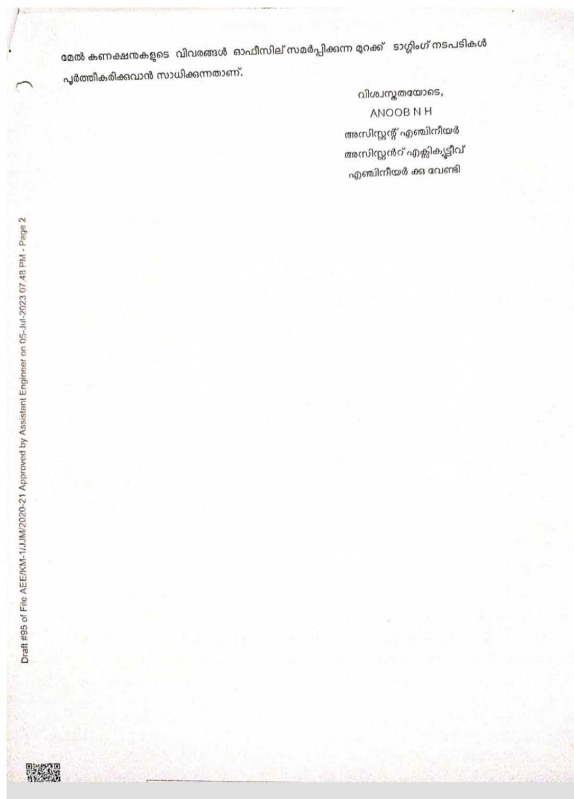 മേൽ കണക്ഷനുകളുടെ വിവരങ്ങൾ ഓഫീസില് സമർപ്പിക്കുന്ന മുറക്ക് ടാഗ്ഗിംഗ് നടപടികൾ
പൂർത്തീകരിക്കുവാൻ സാധിക്കുന്നതാണ്.
വിശ്വസ്തതയോടെ,
ANOOB N H
അസിസ്റ്റന്റ് എഞ്ചിനീയർ
അസിസ്റ്റൻറ് എക്സിക്യൂട്ടീവ്
എഞ്ചിനീയർ ക്കു വേണ്ടി
Draft #95 of File AEE/KM-1/JJM/2020-21 Approved by Assistant Engineer on 05-Jul-2023 07.48 PM - Page 2